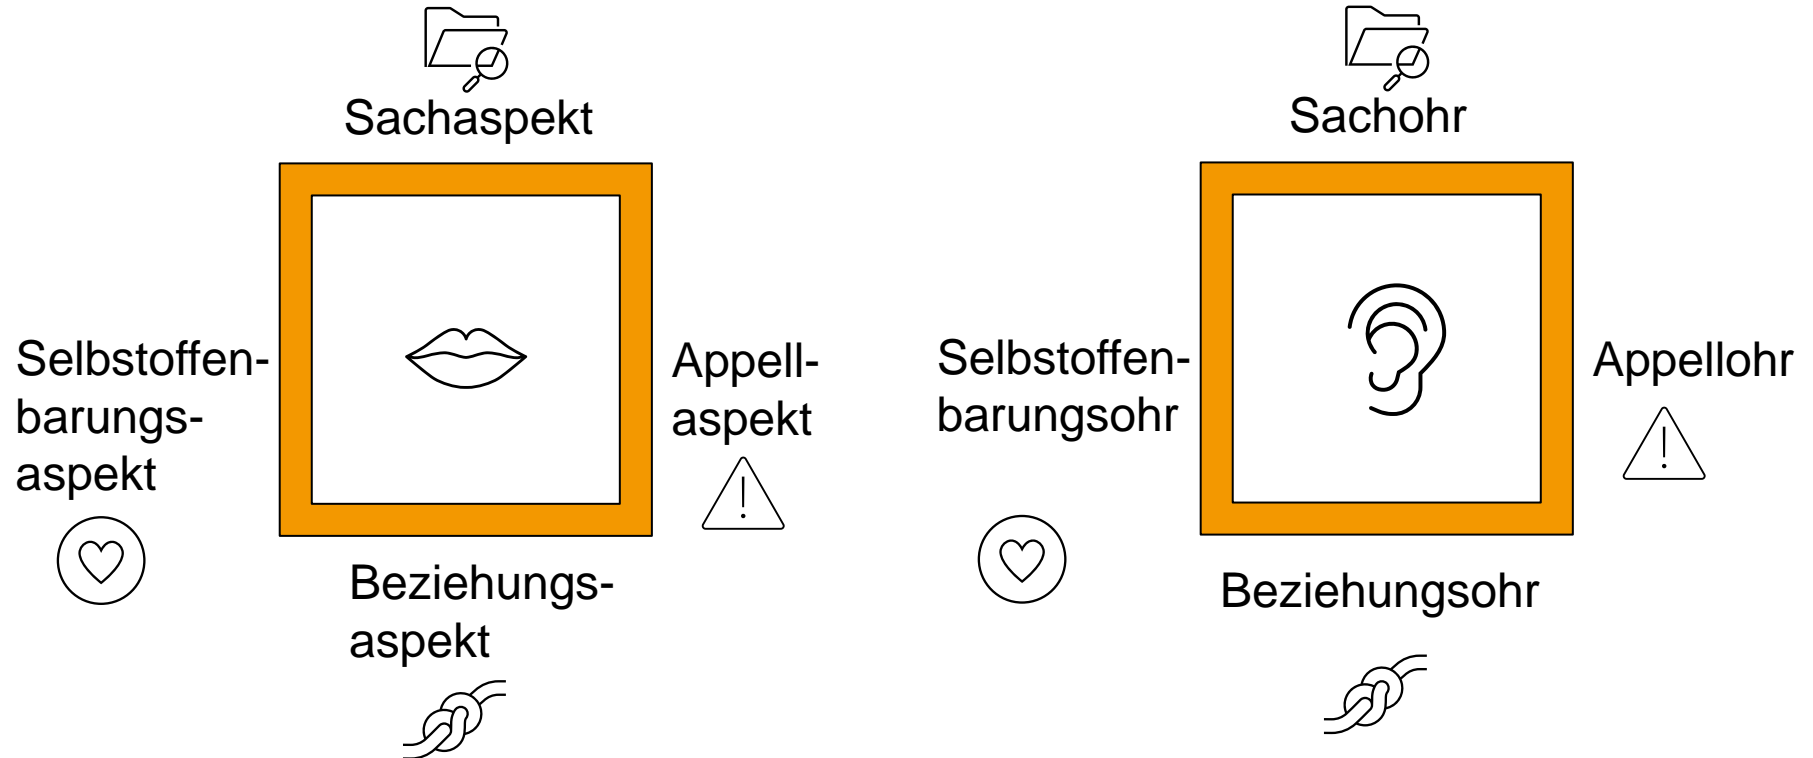 Sachaspekt
Selbstoffen-
barungs-
aspekt
Appell-
aspekt
Beziehungs-
aspekt
Sachohr
Selbstoffen-
barungsohr
Appellohr
Beziehungsohr